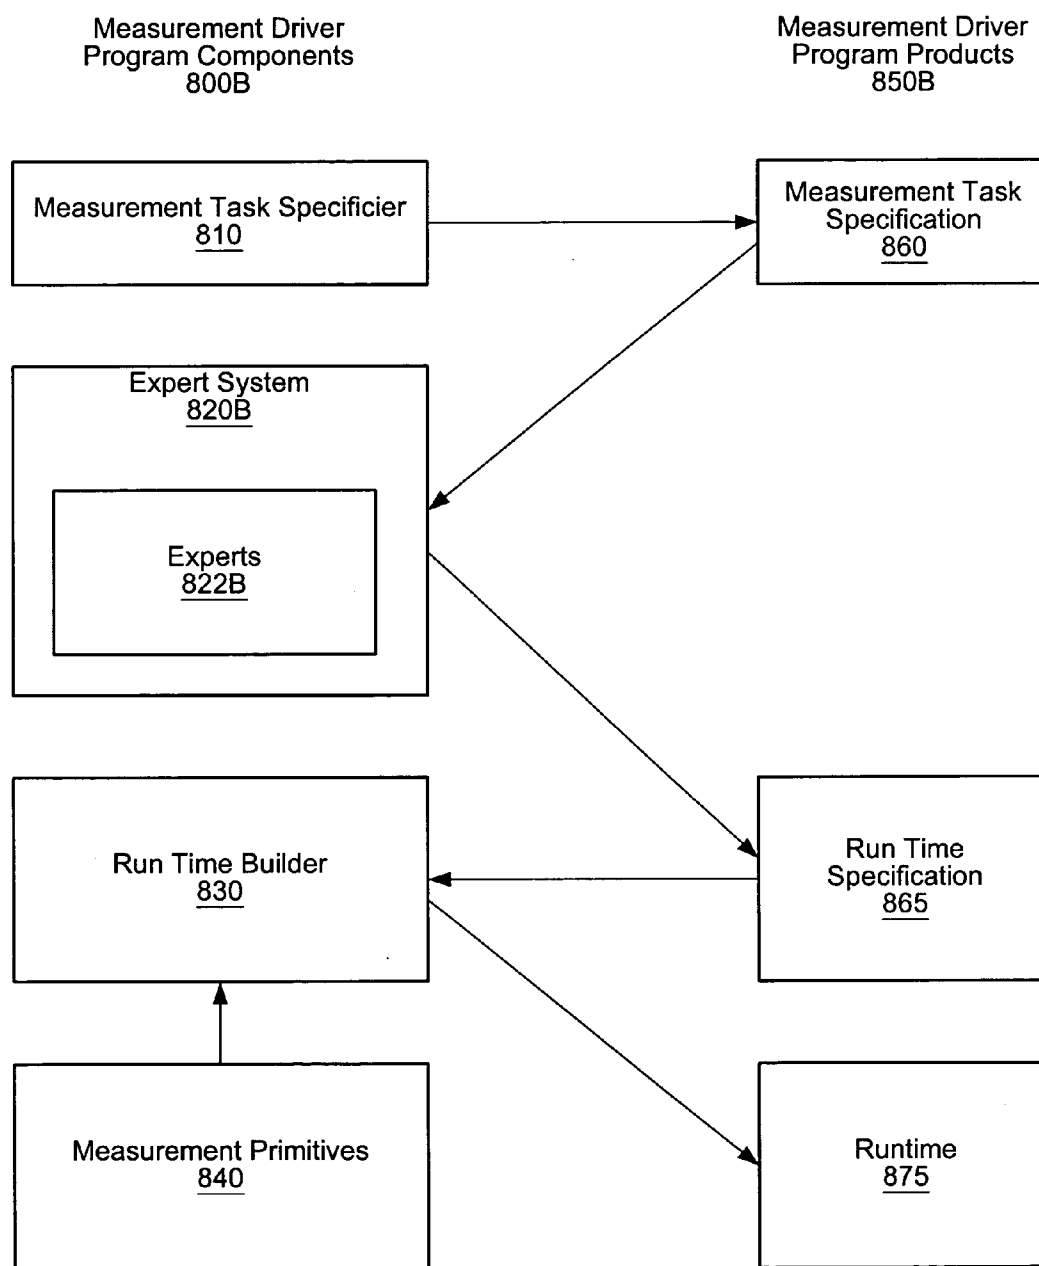 Measurement Driver
Program Components
800B
Measurement Driver
Program Products
850B
Measurement Task Specificier
810
Measurement Task
Specification
860
Expert System
820B
Experts
822B
Run Time Builder
830
Run Time
Specification
865
Measurement Primitives
840
Runtime
875